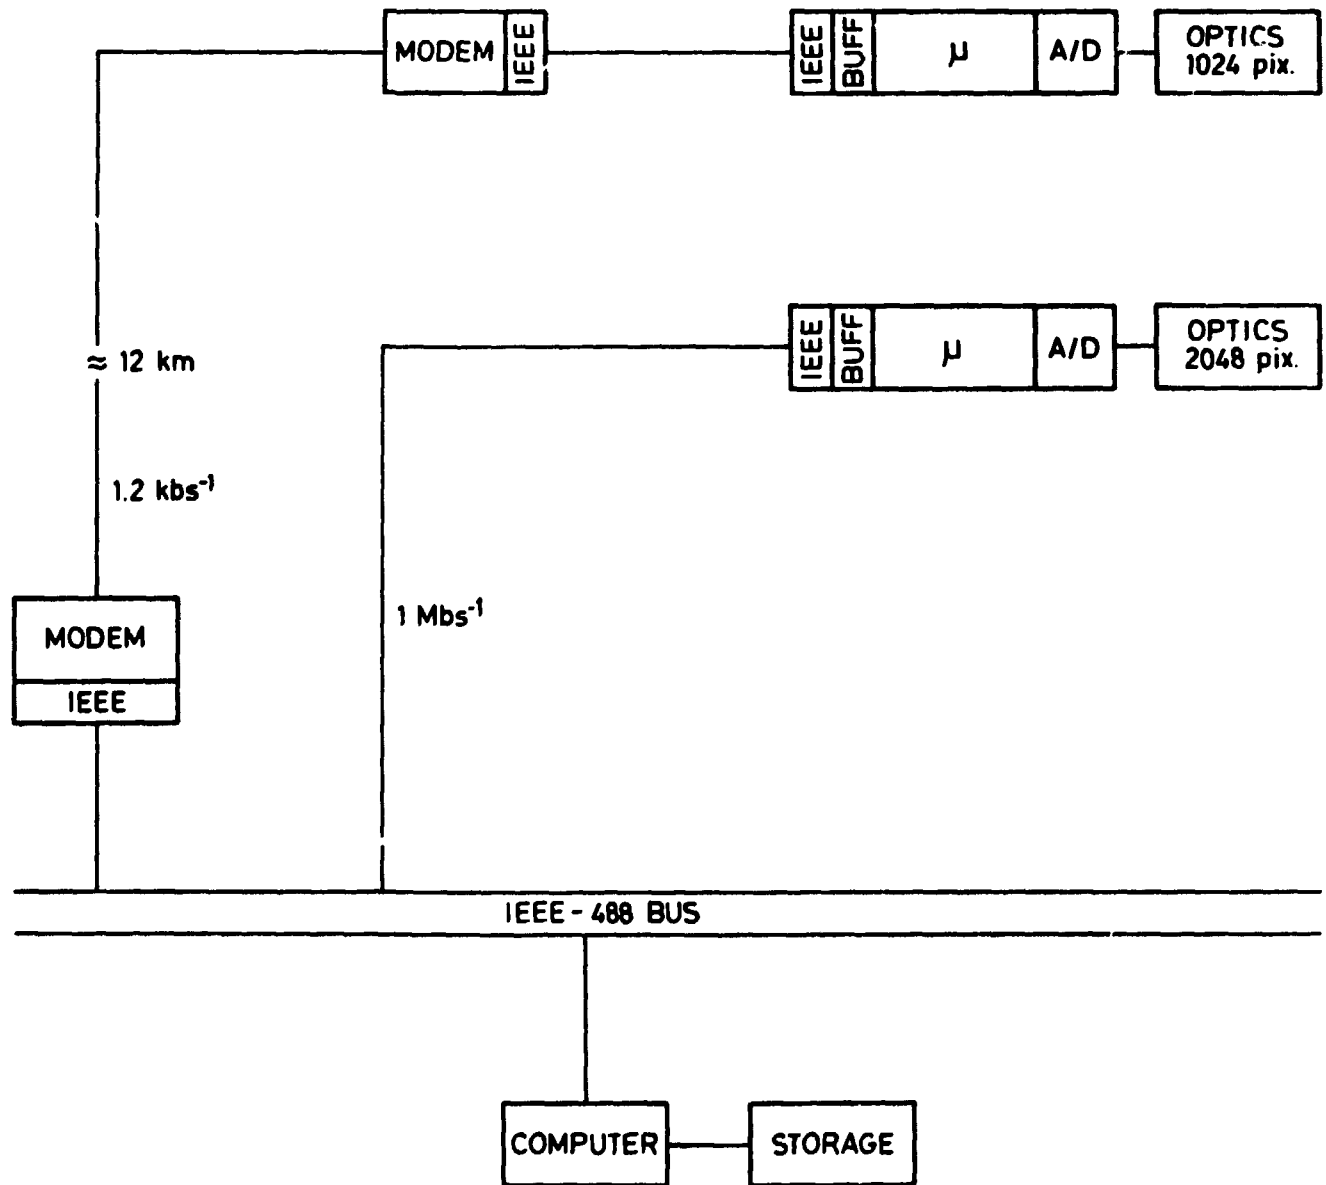 MODEM
IEEE
IEEE
BUFF
μ
A/D
OPTICS
1024 pix.
IEEE
BUFF
μ
A/D
OPTICS
2048 pix.
≈ 12 km
1.2 kbs⁻¹
1 Mbs⁻¹
MODEM
IEEE
IEEE - 488 BUS
COMPUTER
STORAGE